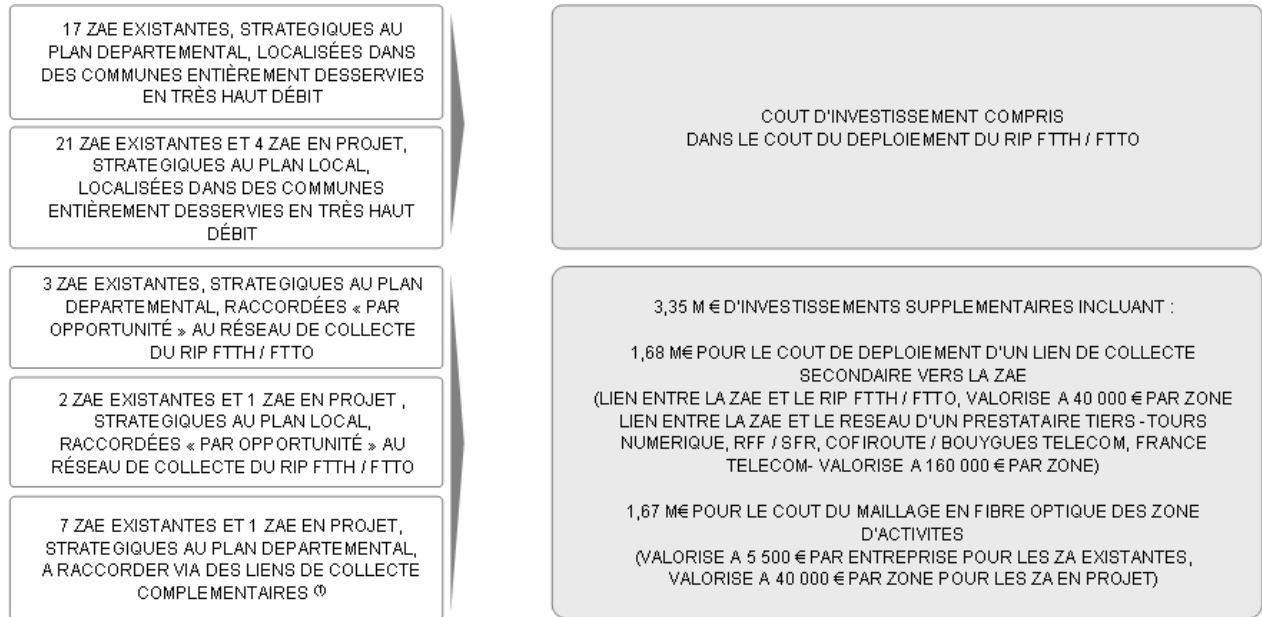 17 ZAE EXISTANTES, STRATEGIQUES AU
PLAN DEPARTEMENTAL, LOCALISÉES DANS
DES COMMUNES ENTIÈREMENT DESSERVIES
EN TRÈS HAUT DÉBIT
21 ZAE EXISTANTES ET 4 ZAE EN PROJET,
STRATEGIQUES AU PLAN LOCAL,
LOCALISÉES DANS DES COMMUNES
ENTIÈREMENT DESSERVIES EN TRÈS HAUT
DÉBIT
COUT D'INVESTISSEMENT COMPRIS
DANS LE COUT DU DEPLOIEMENT DU RIP FTTH / FTTO
3 ZAE EXISTANTES, STRATEGIQUES AU PLAN
DEPARTEMENTAL, RACCORDÉES « PAR
OPPORTUNITÉ » AU RÉSEAU DE COLLECTE
DU RIP FTTH / FTTO
2 ZAE EXISTANTES ET 1 ZAE EN PROJET ,
STRATEGIQUES AU PLAN LOCAL,
RACCORDÉES « PAR OPPORTUNITÉ » AU
RÉSEAU DE COLLECTE DU RIP FTTH / FTTO
7 ZAE EXISTANTES ET 1 ZAE EN PROJET,
STRATEGIQUES AU PLAN DEPARTEMENTAL,
A RACCORDER VIA DES LIENS DE COLLECTE
COMPLEMENTAIRES (1)
3,35 M € D'INVESTISSEMENTS SUPPLEMENTAIRES INCLUANT :
1,68 M€ POUR LE COUT DE DEPLOIEMENT D'UN LIEN DE COLLECTE
SECONDAIRE VERS LA ZAE
(LIEN ENTRE LA ZAE ET LE RIP FTTH / FTTO, VALORISE A 40 000 € PAR ZONE
LIEN ENTRE LA ZAE ET LE RESEAU D'UN PRESTATAIRE TIERS - TOURS
NUMERIQUE, RFF / SFR, COFIROUTE / BOUYGUES TELECOM, FRANCE
TELECOM- VALORISE A 160 000 € PAR ZONE)
1,67 M€ POUR LE COUT DU MAILLAGE EN FIBRE OPTIQUE DES ZONE
D'ACTIVITES
(VALORISE A 5 500 € PAR ENTREPRISE POUR LES ZA EXISTANTES,
VALORISE A 40 000 € PAR ZONE POUR LES ZA EN PROJET)